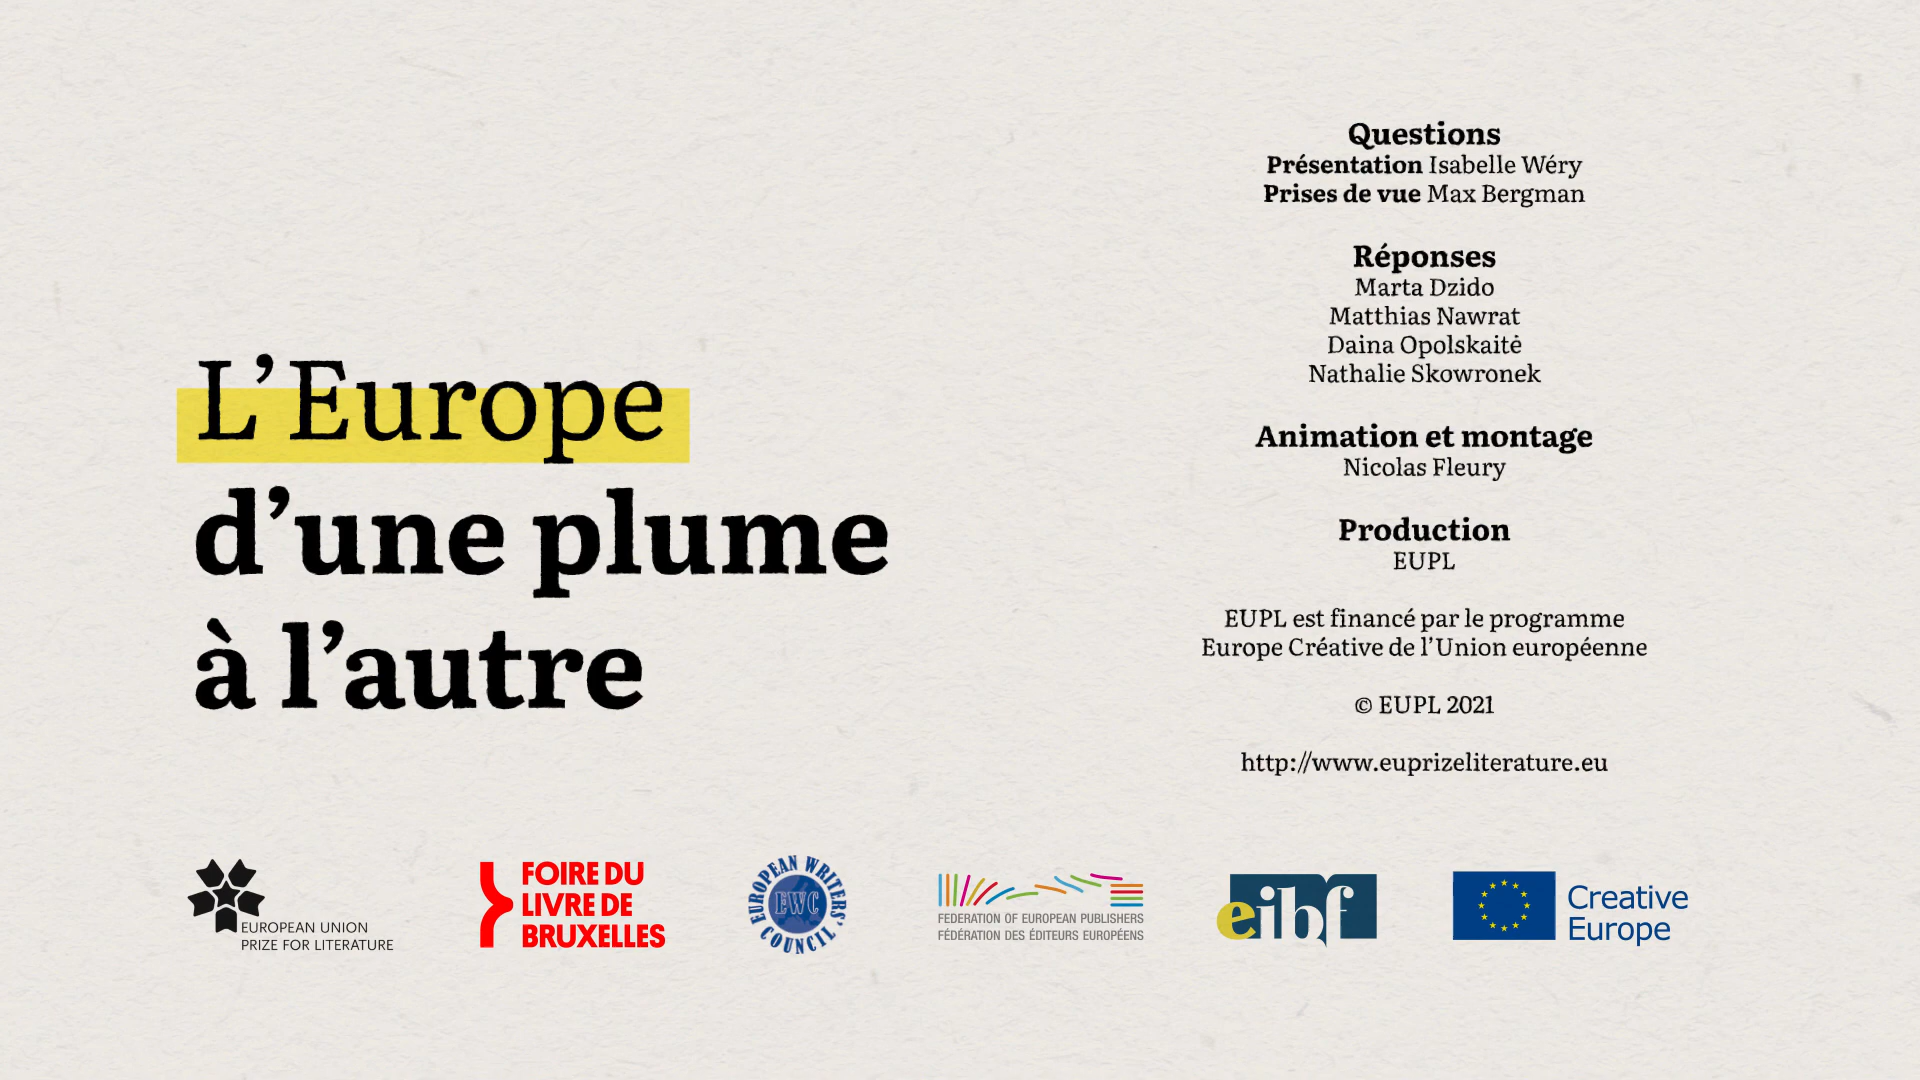 L’Europe
d’une plume
à l’autre
Questions
Présentation Isabelle Wéry
Prises de vue Max Bergman
Réponses
Marta Dzido
Matthias Nawrat
Daina Opolskaitė
Nathalie Skowronek
Animation et montage
Nicolas Fleury
Production
EUPL
EUPL est financé par le programme
Europe Créative de l’Union européenne
© EUPL 2021
http://www.euprizeliterature.eu
EUROPEAN UNION
PRIZE FOR LITERATURE
FOIRE DU
LIVRE DE
BRUXELLES
EUROPEAN WRITERS’
COUNCIL
EWC
FEDERATION OF EUROPEAN PUBLISHERS
FÉDÉRATION DES ÉDITEURS EUROPÉENS
eibf
Creative
Europe